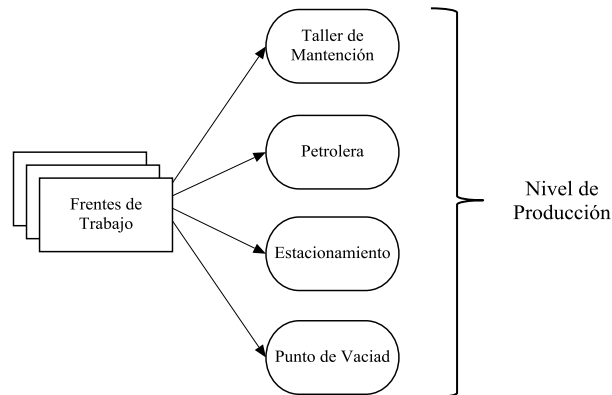 Taller de
Mantención
Petrolera
Frentes de
Trabajo
Nivel de
Producción
Estacionamiento
Punto de Vaciad